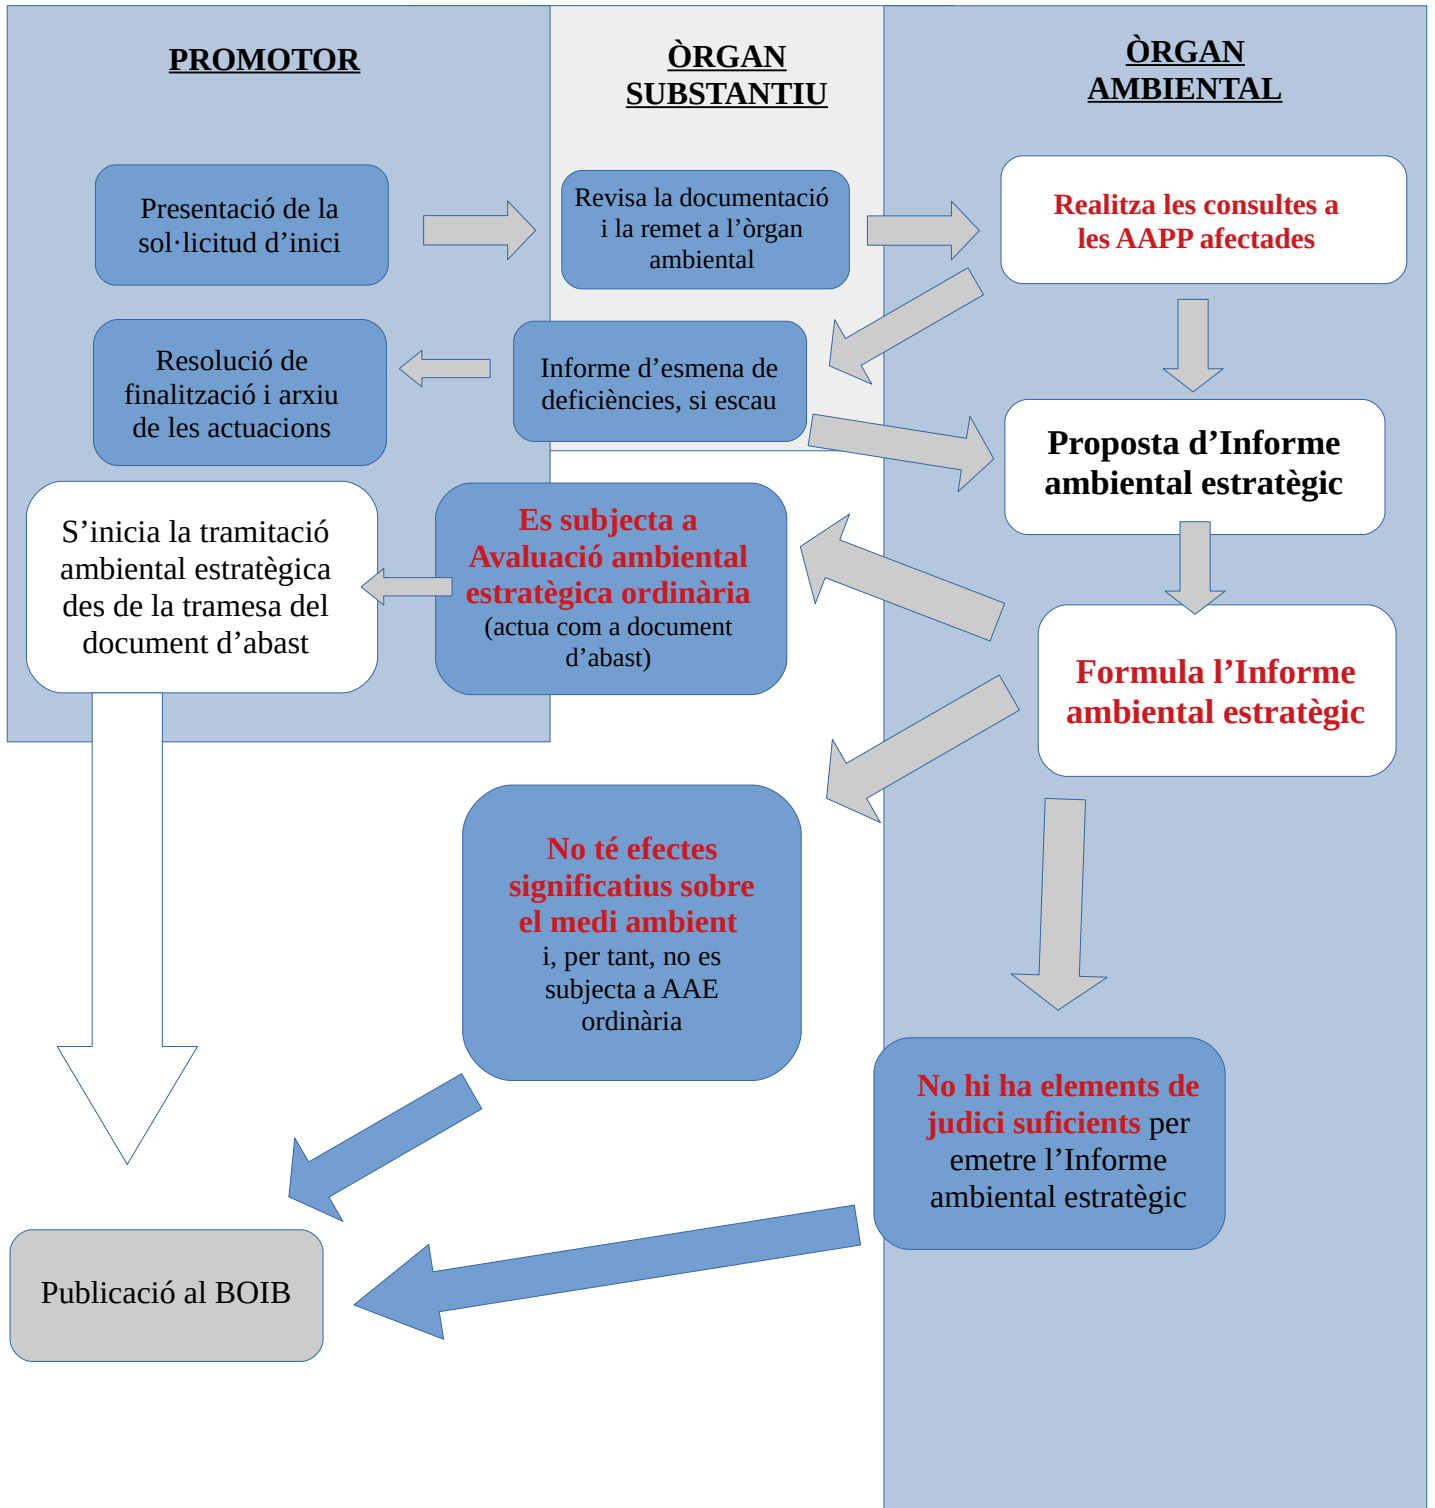 PROMOTOR
ÒRGAN
SUBSTANTIU
ÒRGAN
AMBIENTAL
Presentació de la
sol·licitud d’inici
Revisa la documentació
i la remet a l’òrgan
ambiental
Realitza les consultes a
les AAPP afectades
Resolució de
finalització i arxiu
de les actuacions
Informe d’esmena de
deficiències, si escau
Proposta d’Informe
ambiental estratègic
S’inicia la tramitació
ambiental estratègica
des de la tramesa del
document d’abast
Es subjecta a
Avaluació ambiental
estratègica ordinària
(actua com a document
d’abast)
Formula l’Informe
ambiental estratègic
No té efectes
significatius sobre
el medi ambient
i, per tant, no es
subjecta a AAE
ordinària
No hi ha elements de
judici suficients per
emetre l’Informe
ambiental estratègic
Publicació al BOIB